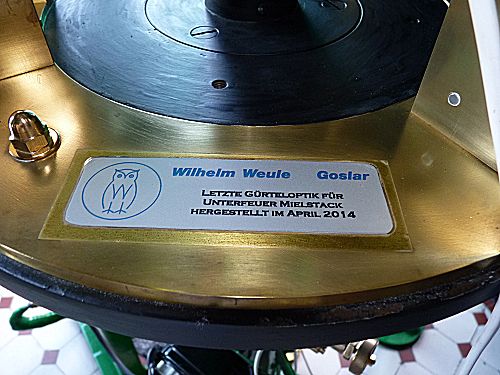 Wilhelm Weule Goslar
LETZTE GÜRTELOPTIK FÜR
UNTERFEUER MIELSTACK
HERGESTELLT IM APRIL 2014